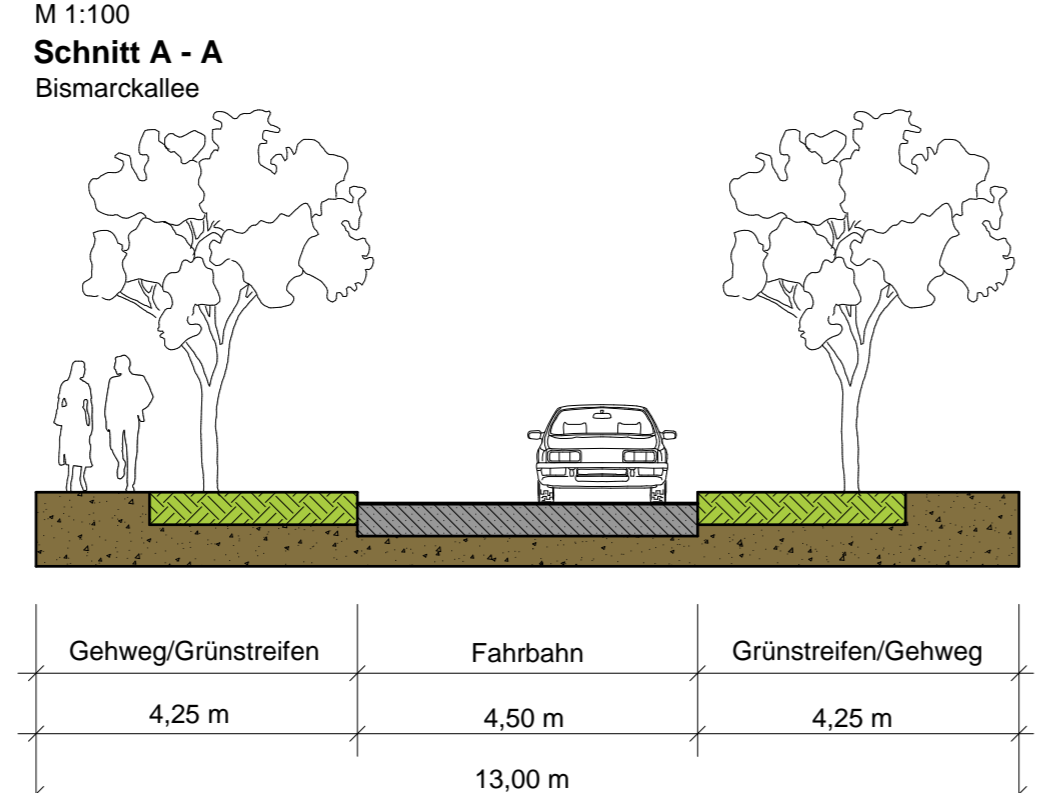 M 1:100
Schnitt A - A
Bismarckallee
Gehweg/Grünstreifen Fahrbahn Grünstreifen/Gehweg
4,25 m 4,50 m 4,25 m
13,00 m